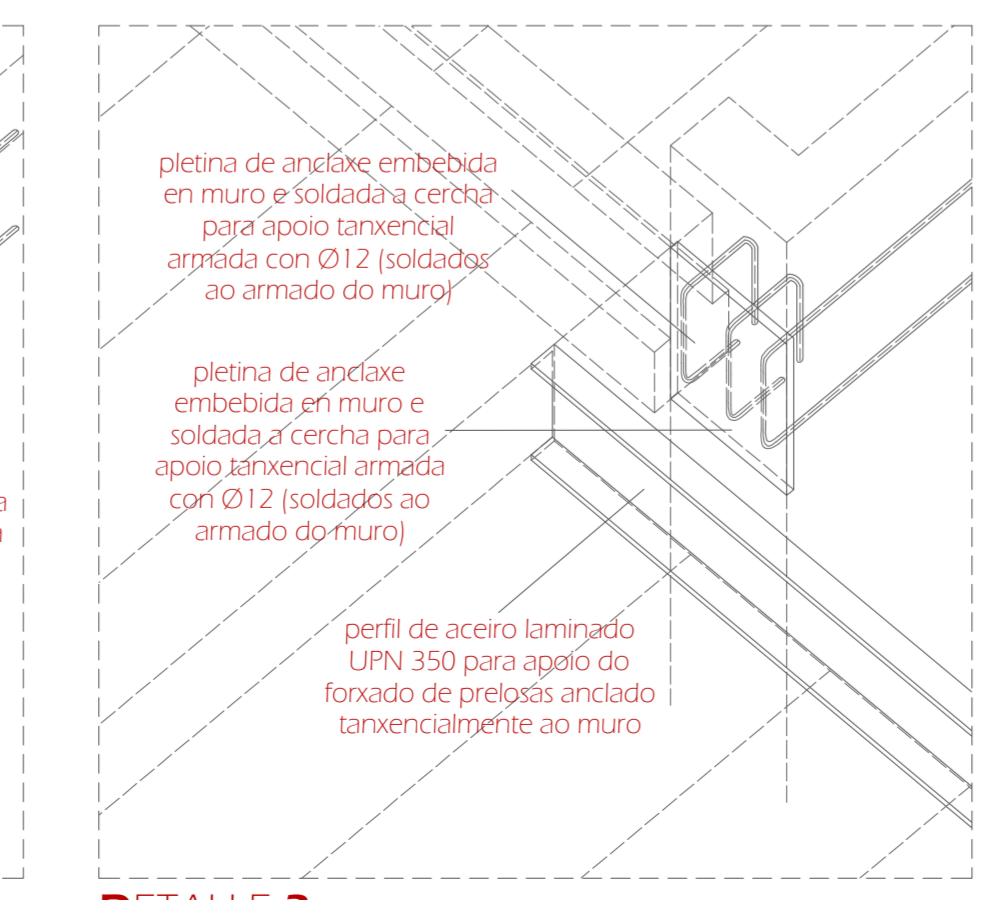 pletina de anclaxe embebida
en muro e soldada a cercha
para apoio tanxencial
armada con Ø12 (soldados
ao armado do muro)
pletina de anclaxe
embebida en muro e
soldada a cercha para
apoio tanxencial armada
con Ø12 (soldados ao
armado do muro)
a
perfil de aceiro laminado
UPN 350 para apoio do
forxado de prelosas anclado
tanxencialmente ao muro